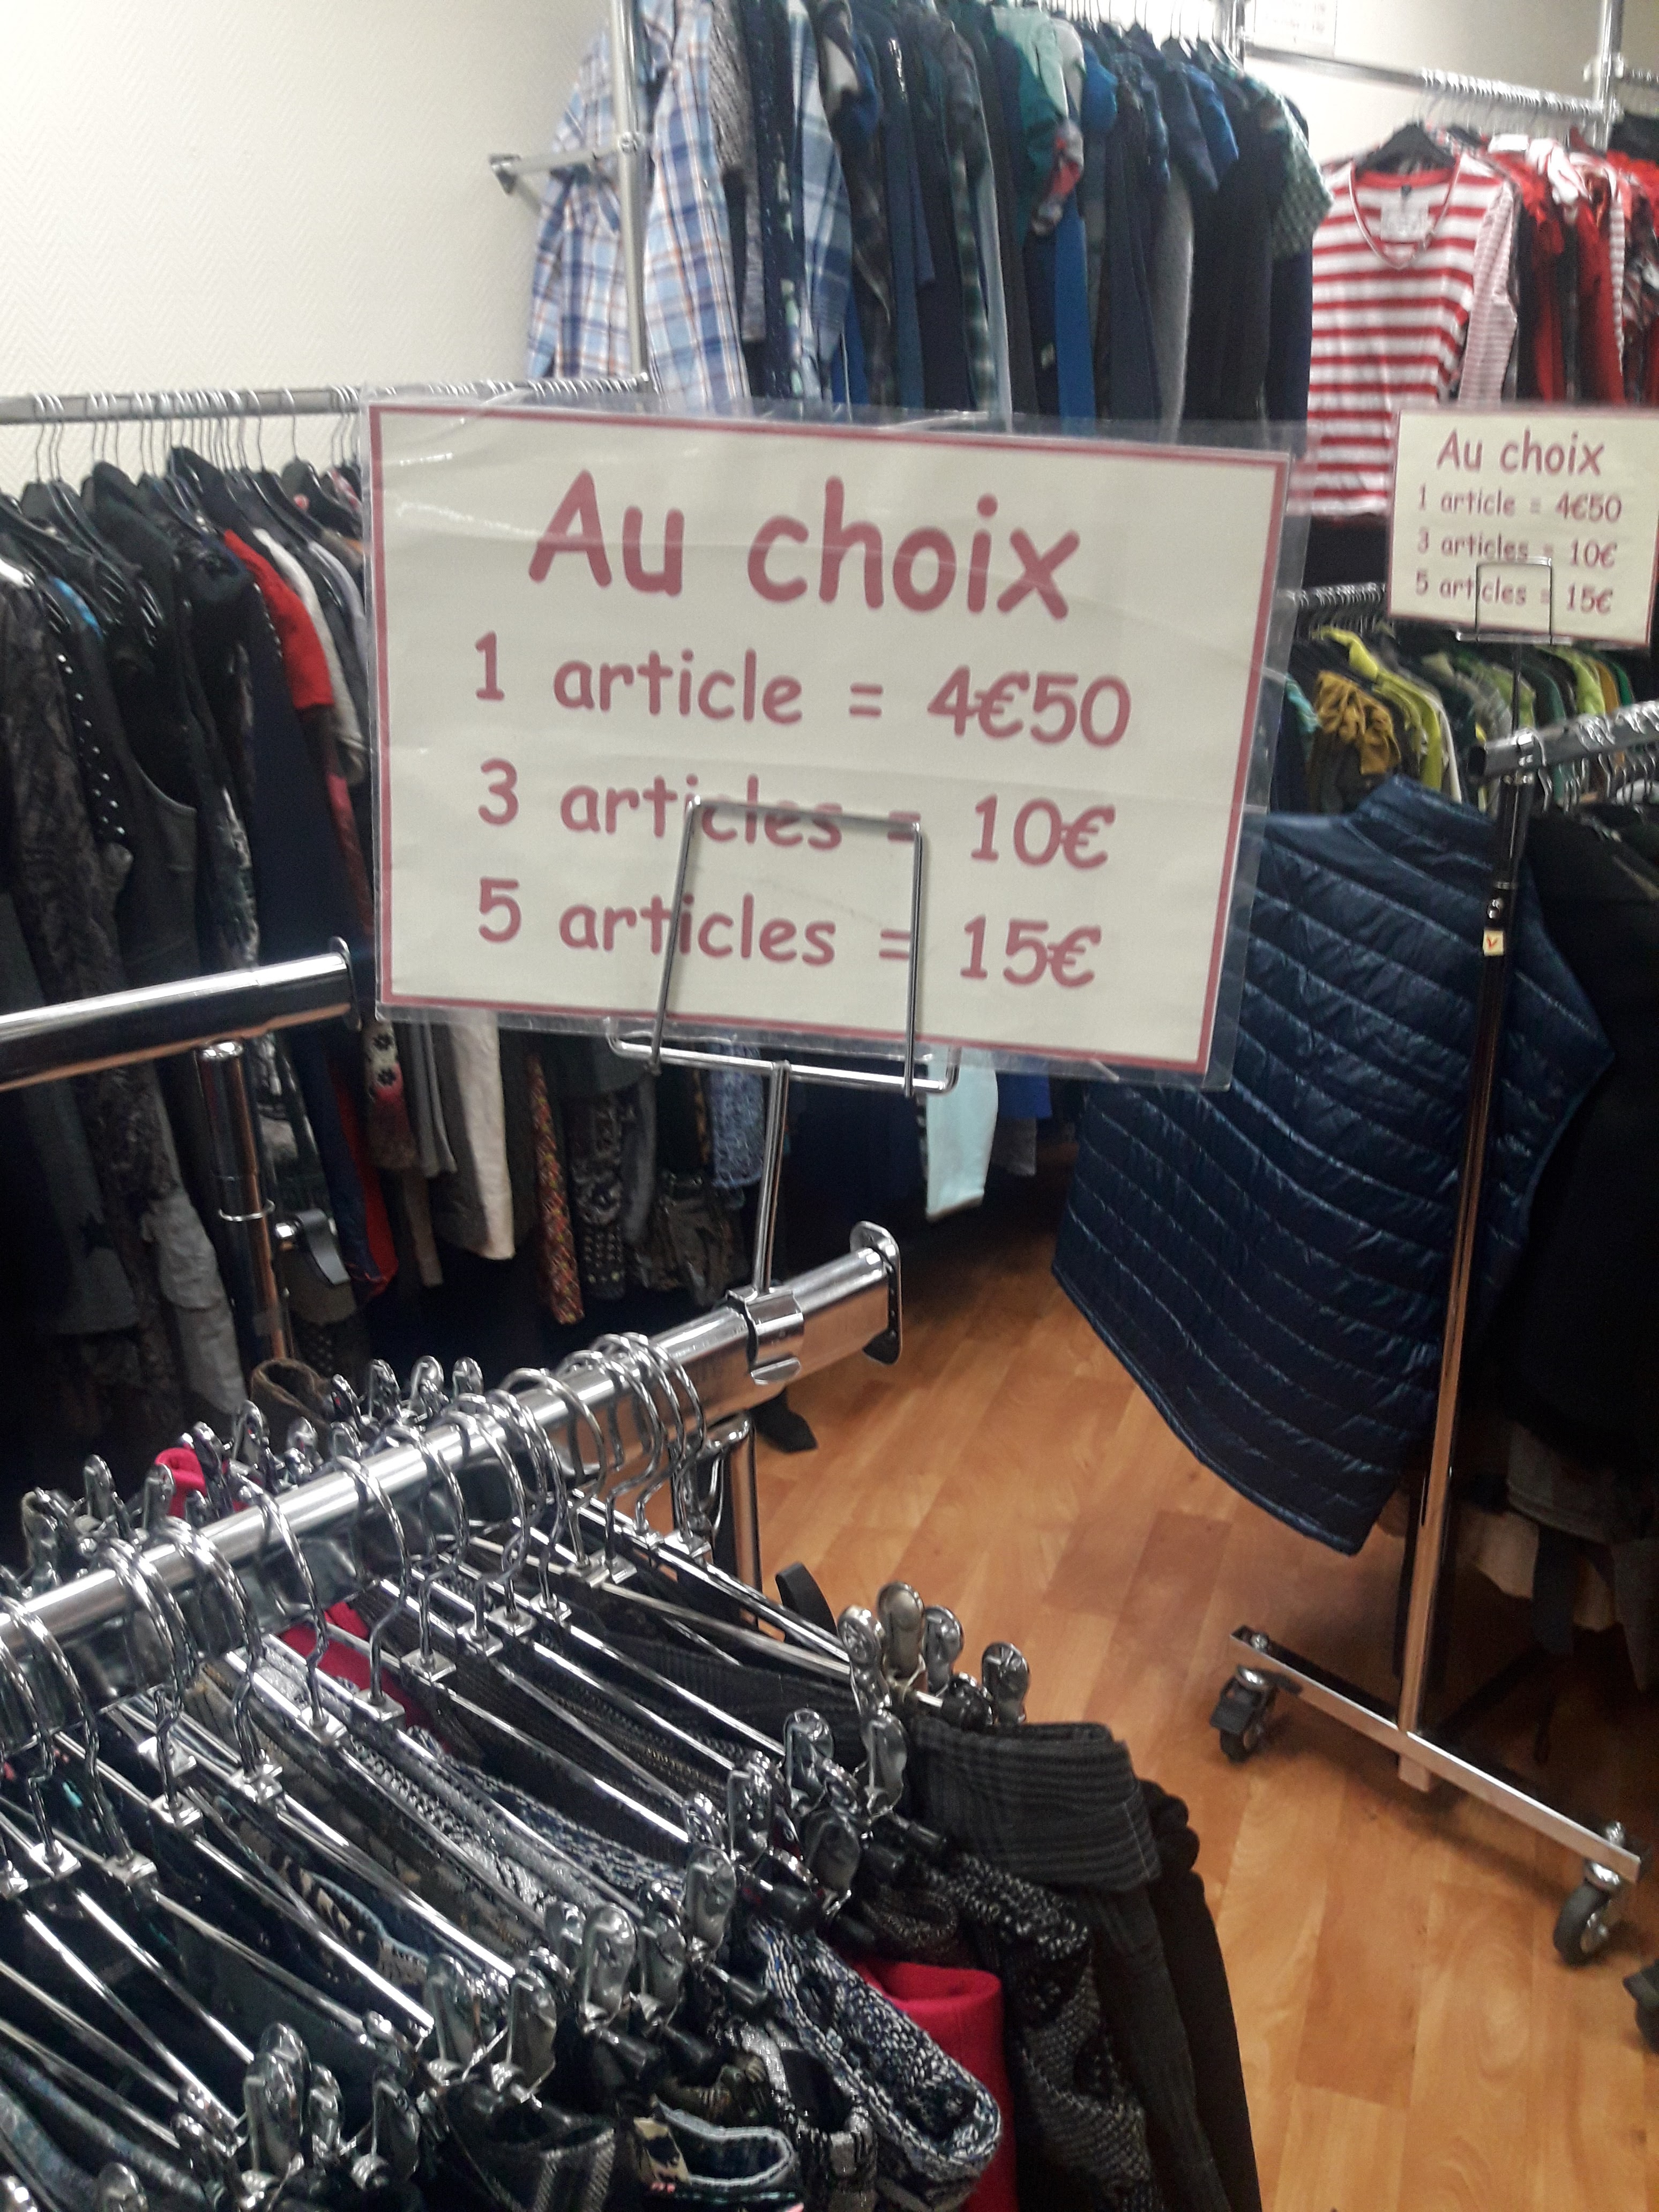 Au choix
1 article = 4€50
3 articles = 10€
5 articles = 15€
Au choix
1 article = 4€50
3 articles = 10€
5 articles = 15€